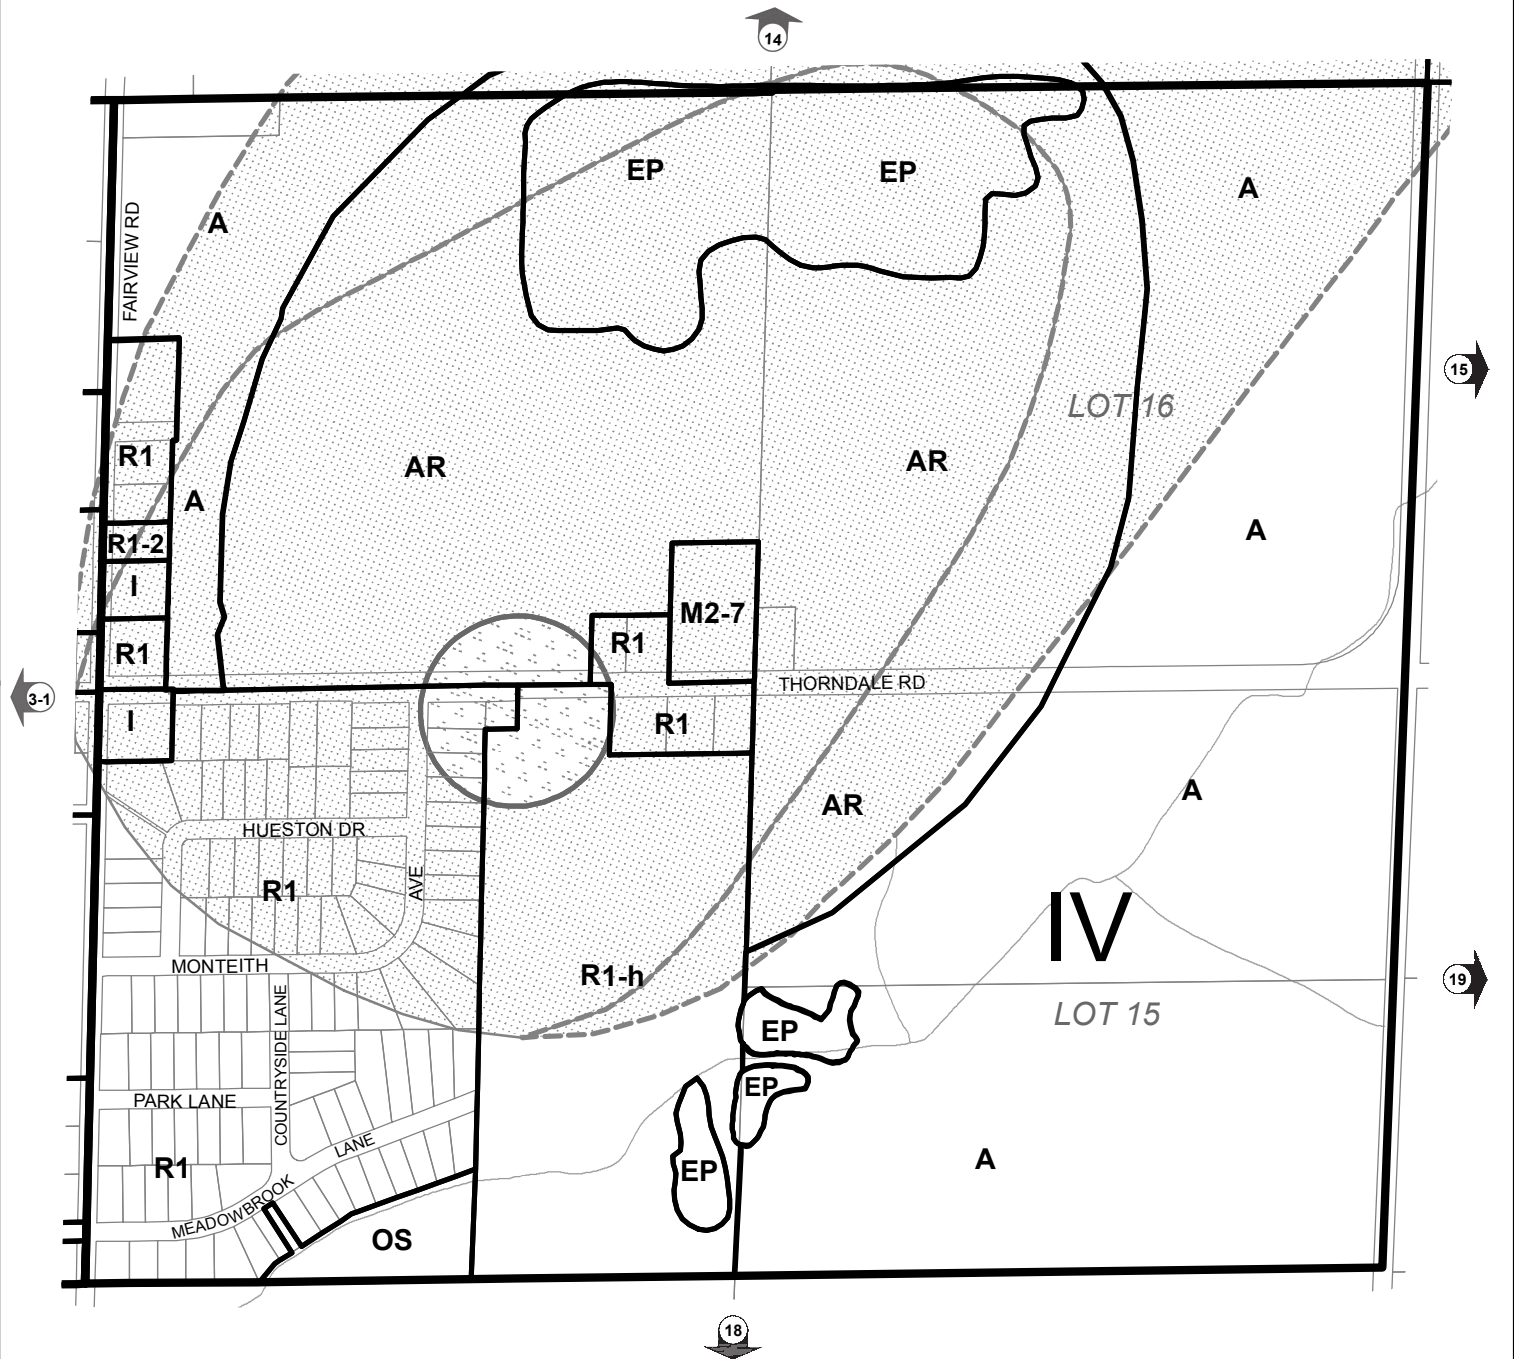 14
EP
EP
A
A
FAIRVIEW RD
15
LOT 16
R1
AR
AR
A
A
R1-2
I
M2-7
R1
R1
THORNDALE RD
3-1
I
R1
A
AR
HUESTON DR
AVE
R1
IV
MONTEITH
R1-h
19
COUNTRYSIDE LANE
LOT 15
EP
EP
PARK LANE
LANE
A
R1
EP
MEADOWBROOK
OS
18